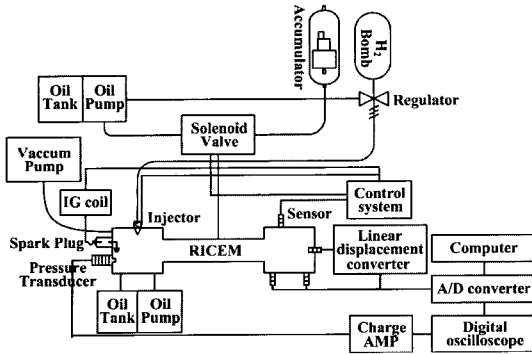 Accumulator
H2
Bomb
Oil
Tank
Oil
Pump
Regulator
Solenoid
Valve
Vaccum
Pump
IG coil
Control
system
Injector
Sensor
Spark Plug
RICEM
Linear
displacement
converter
Computer
Pressure
Transducer
A/D converter
Oil
Tank
Oil
Pump
Charge
AMP
Digital
oscilloscope